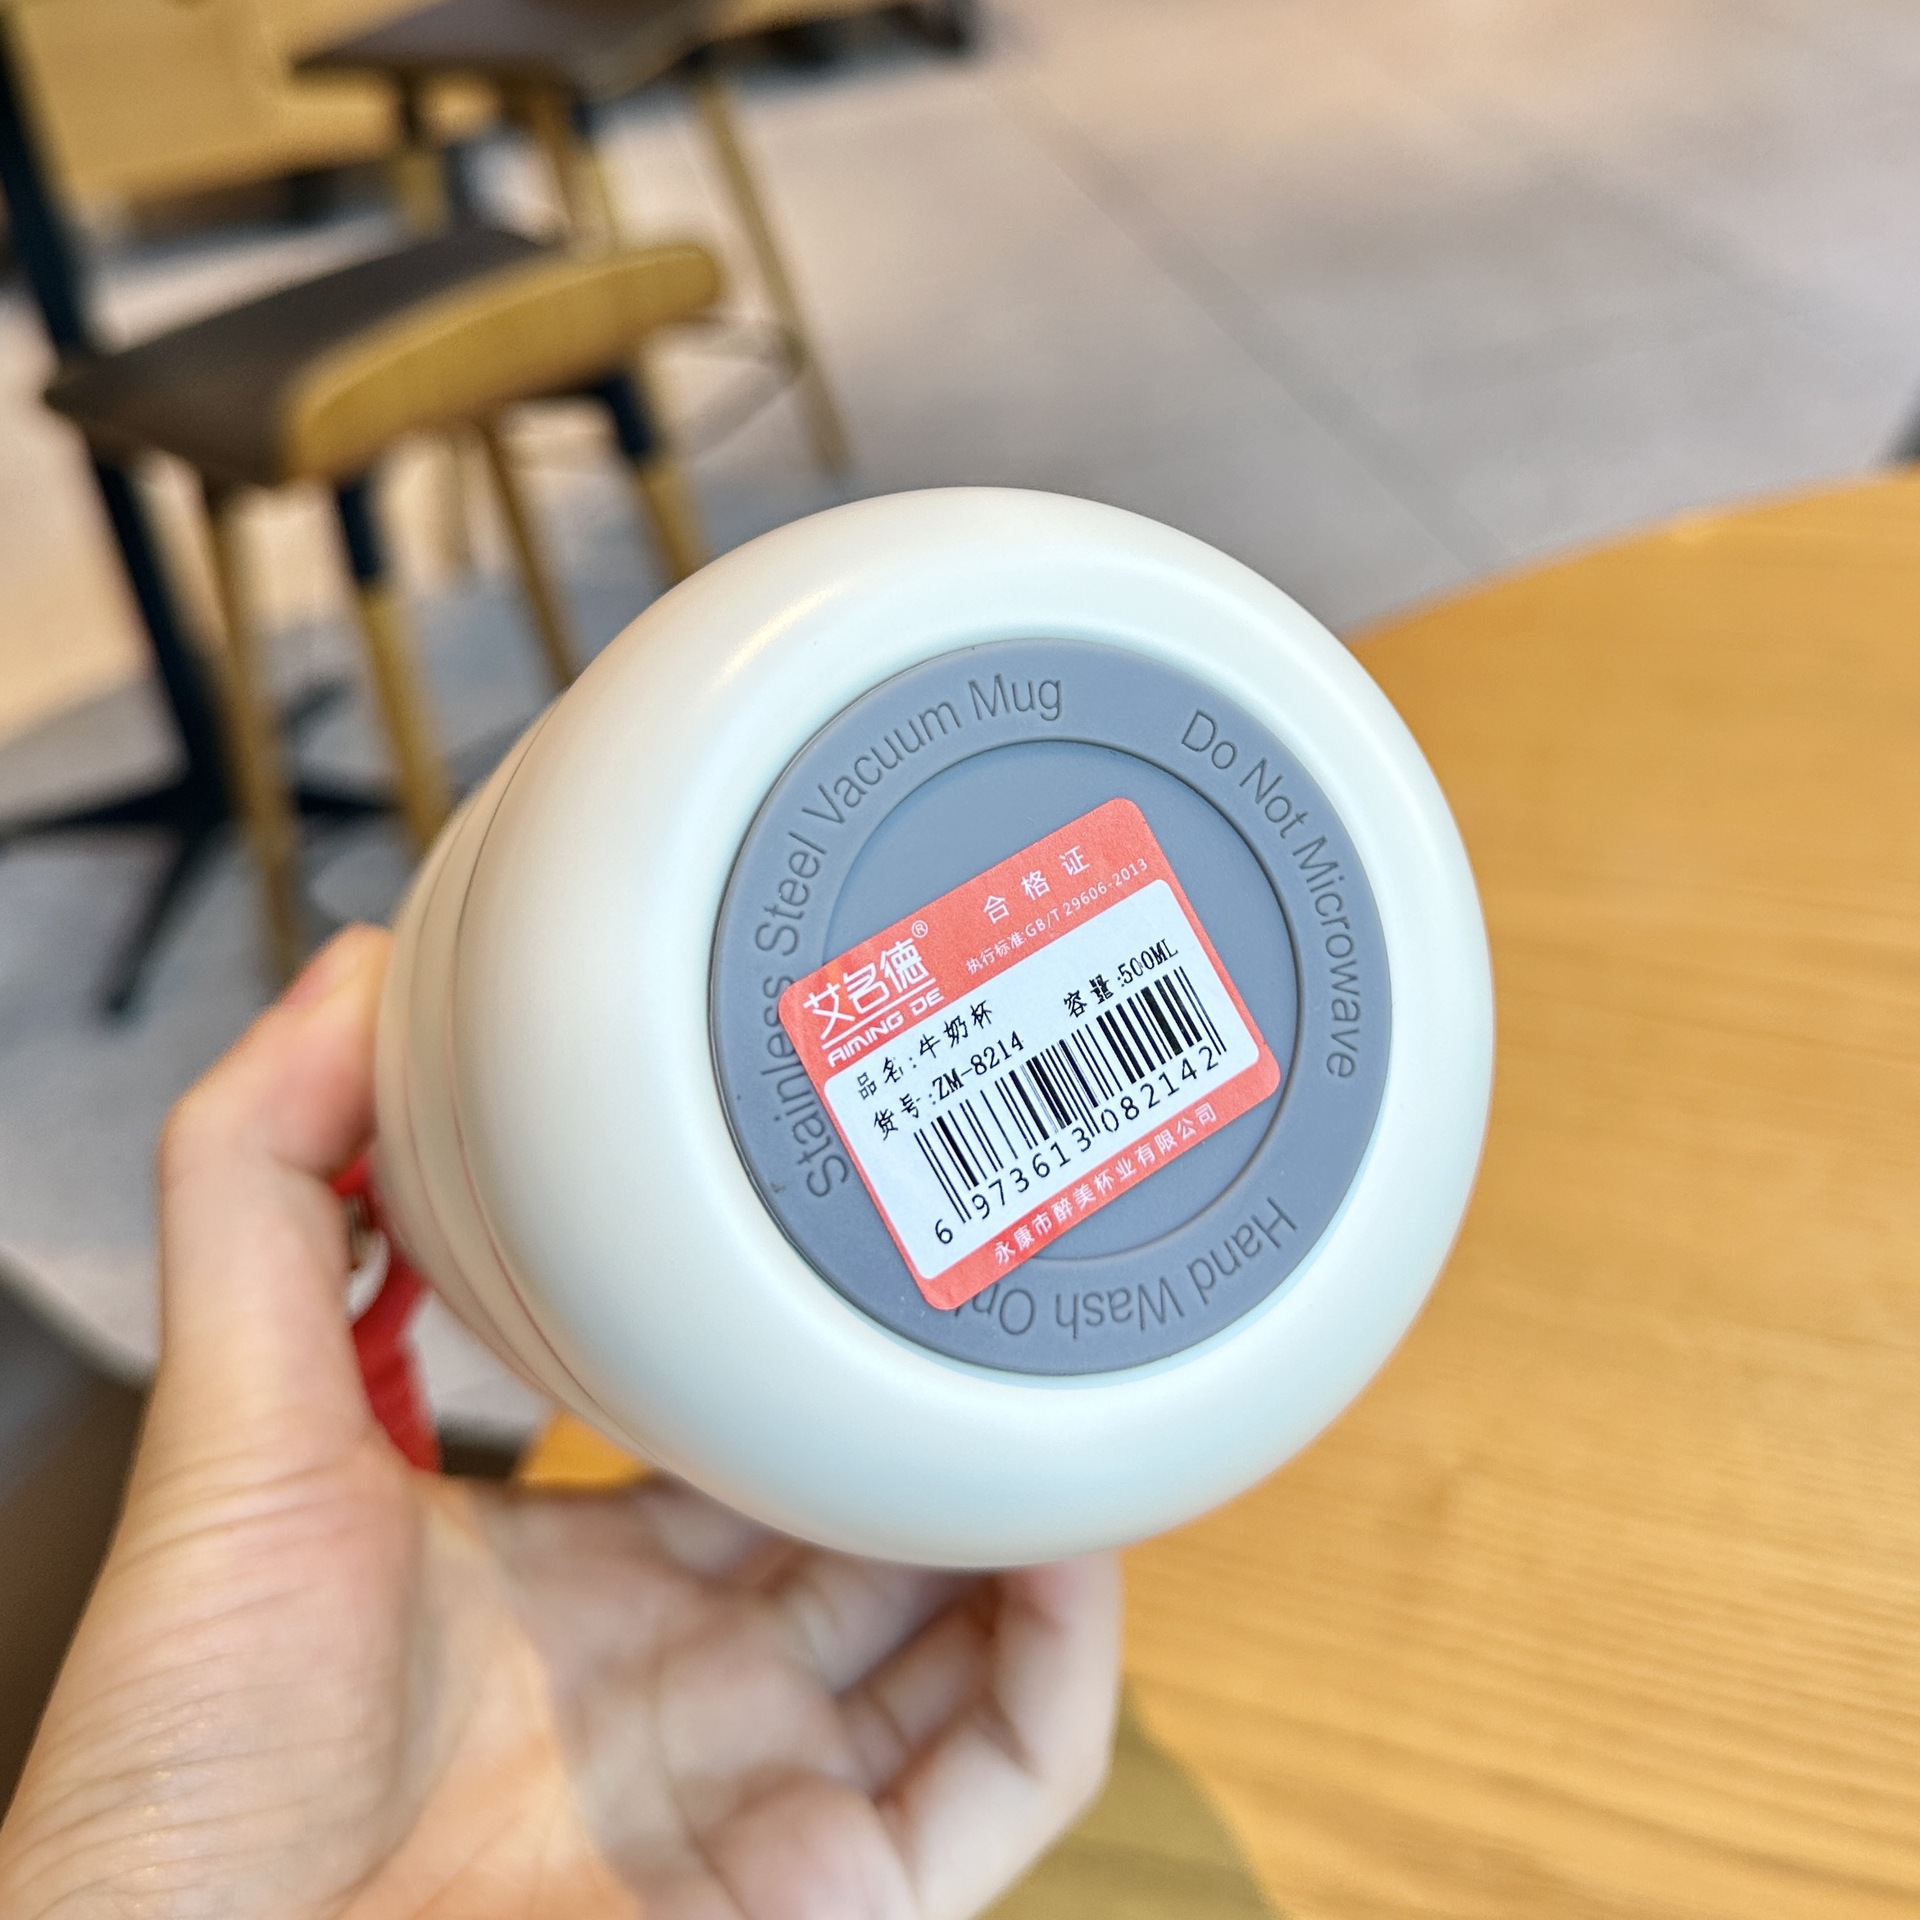 Stainless Steel Vacuum Mug
Do Not Microwave
Hand Wash
艾名德®
AIMING DE
合格证
执行标准:GB/T 29606-2013
品名:牛奶杯 容量:500ML
货号:ZM-8214
6 973613 082142
永康市醉美杯业有限公司